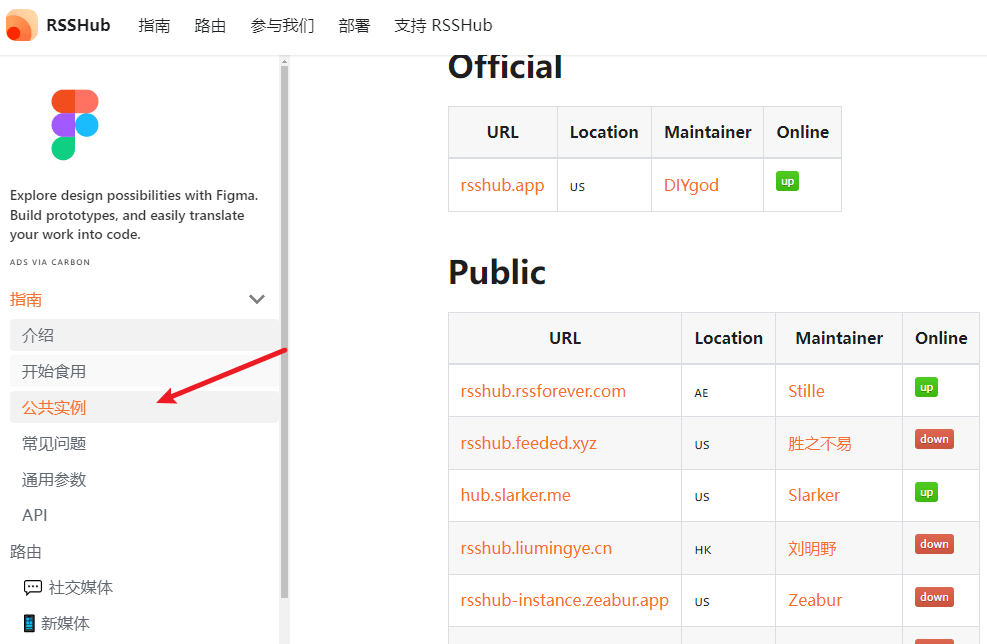 RSSHub 指南 路由 参与我们 部署 支持 RSSHub
Explore design possibilities with Figma.
Build prototypes, and easily translate
your work into code.
ADS VIA CARBON
指南
介绍
开始食用
公共实例
常见问题
通用参数
API
路由
社交媒体
新媒体
Official
URL Location Maintainer Online
rsshub.app US DIYgod up
Public
URL Location Maintainer Online
rsshub.rssforever.com AE Stille up
rsshub.feeded.xyz US 胜之不易 down
hub.slarker.me US Slarker up
rsshub.liumingye.cn HK 刘明野 down
rsshub-instance.zeabur.app US Zeabur down